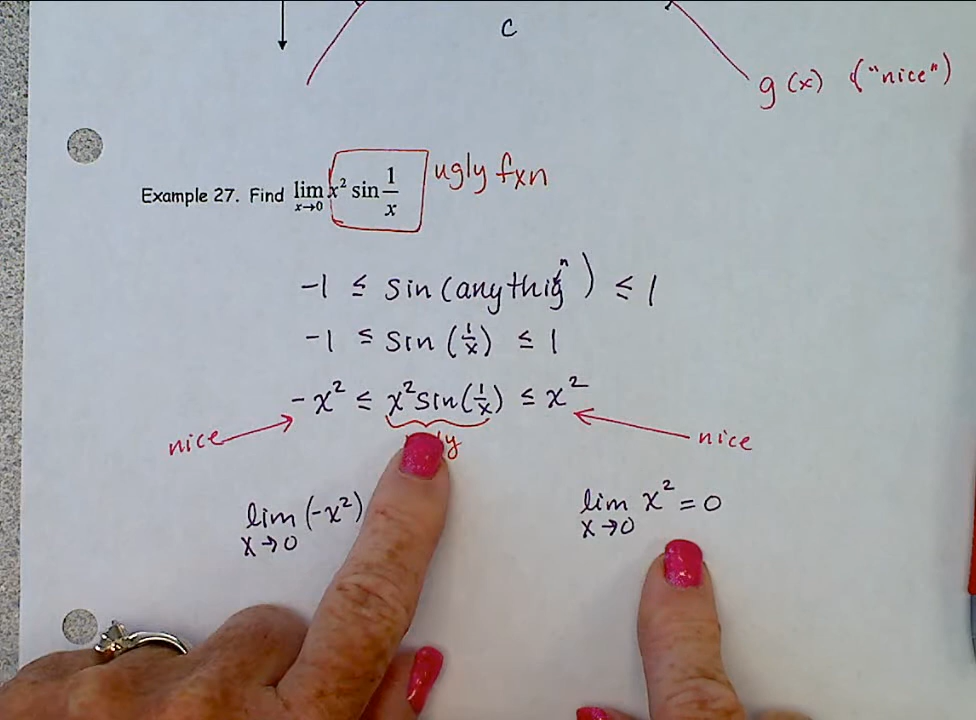 C
g(x) ("nice")
Example 27. Find lim x→0 x² sin 1/x ugly fxn
-1 ≤ sin(anything) ≤ 1
-1 ≤ sin(1/x) ≤ 1
-x² ≤ x²sin(1/x) ≤ x²
nice nice
lim x→0 (-x²) lim x→0 x² = 0